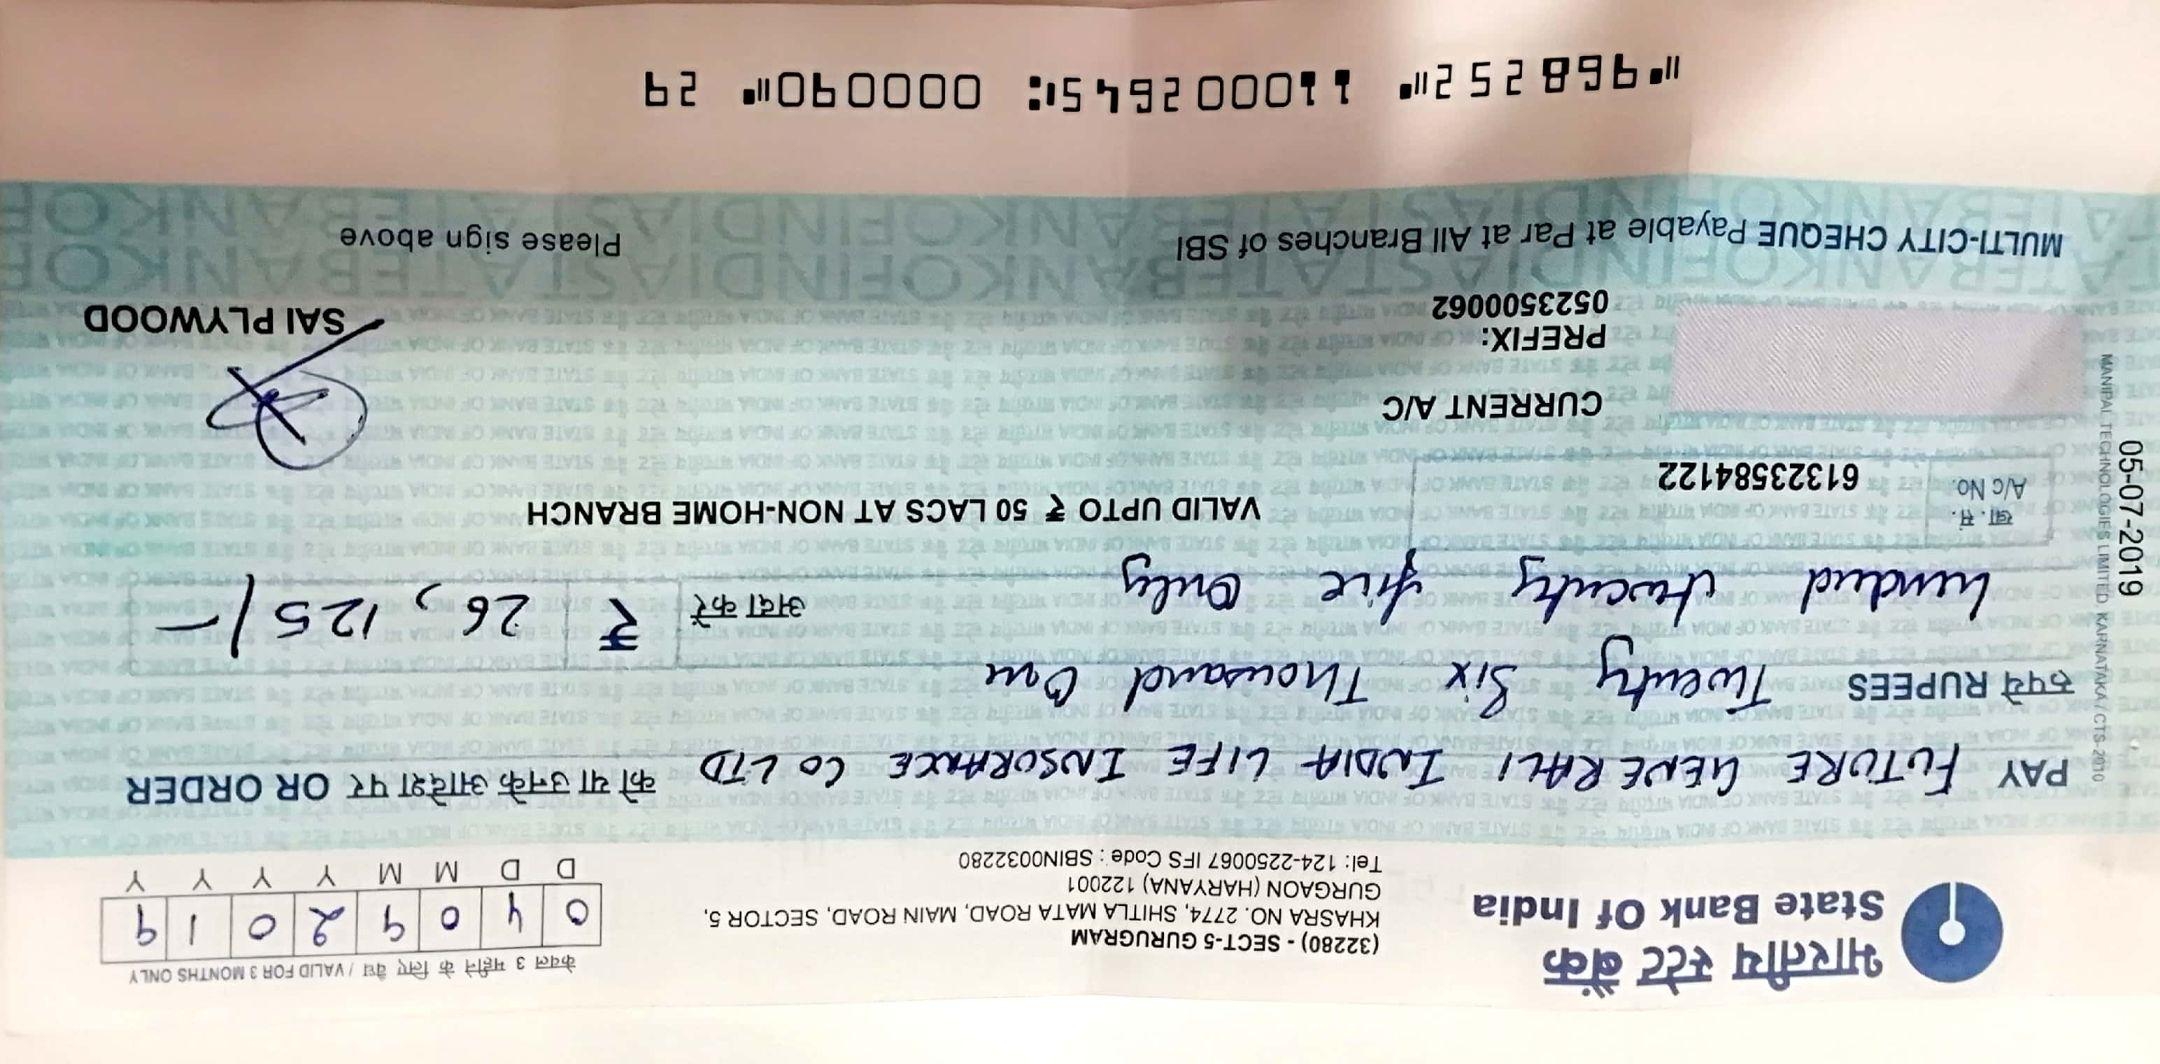 केवल 3 महीने के लिए वैध / VALID FOR 3 MONTHS ONLY
भारतीय स्टेट बैंक
State Bank Of India
(32280) - SECT-5 GURUGRAM
KHASRA NO. 2774, SHITLA MATA ROAD, MAIN ROAD, SECTOR 5,
GURGAON (HARYANA) 122001
Tel: 124-2250067 IFS Code : SBIN0032280
0 4 0 9 2 0 1 9
D D M M Y Y Y Y
PAY FUTURE GENERALI INDIA LIFE INSURANCE CO LTD को या उनके आदेश पर OR ORDER
रुपये RUPEES Twenty Six Thousand One
hundred twenty five Only
अदा करें ₹ 26,125/-
खा. सं.
A/c No.
61323584122
VALID UPTO ₹ 50 LACS AT NON-HOME BRANCH
CURRENT A/C
PREFIX:
0523500062
SAI PLYWOOD
MULTI-CITY CHEQUE Payable at Par at All Branches of SBI
Please sign above
⑈968252⑈ 110002645⑆ 000090⑈ 29
05-07-2019
MANIPAL TECHNOLOGIES LIMITED, KARNATAKA / CTS-2010